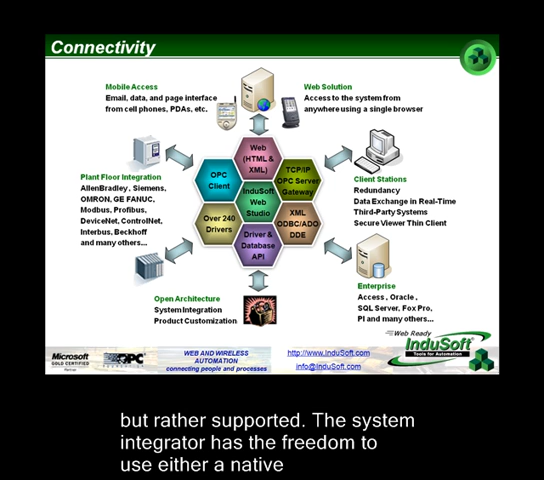 Connectivity
Mobile Access
Email, data, and page interface
from cell phones, PDAs, etc.
Web Solution
Access to the system from
anywhere using a single browser
Plant Floor Integration
AllenBradley , Siemens,
OMRON, GE FANUC,
Modbus, Profibus,
DeviceNet, ControlNet,
Interbus, Beckhoff
and many others...
Web
(HTML &
XML)
OPC
Client
TCP/IP
OPC Server
Gateway
InduSoft
Web
Studio
Over 240
Drivers
XML
ODBC/ADO
DDE
Driver &
Database
API
Client Stations
Redundancy
Data Exchange in Real-Time
Third-Party Systems
Secure Viewer Thin Client
Open Architecture
System Integration
Product Customization
Enterprise
Access , Oracle ,
SQL Server, Fox Pro,
PI and many others...
Microsoft
GOLD CERTIFIED
Partner
OPC
FOUNDATION
WEB AND WIRELESS
AUTOMATION
connecting people and processes
http://www.InduSoft.com
info@InduSoft.com
Web Ready
InduSoft
Tools for Automation
but rather supported. The system
integrator has the freedom to
use either a native